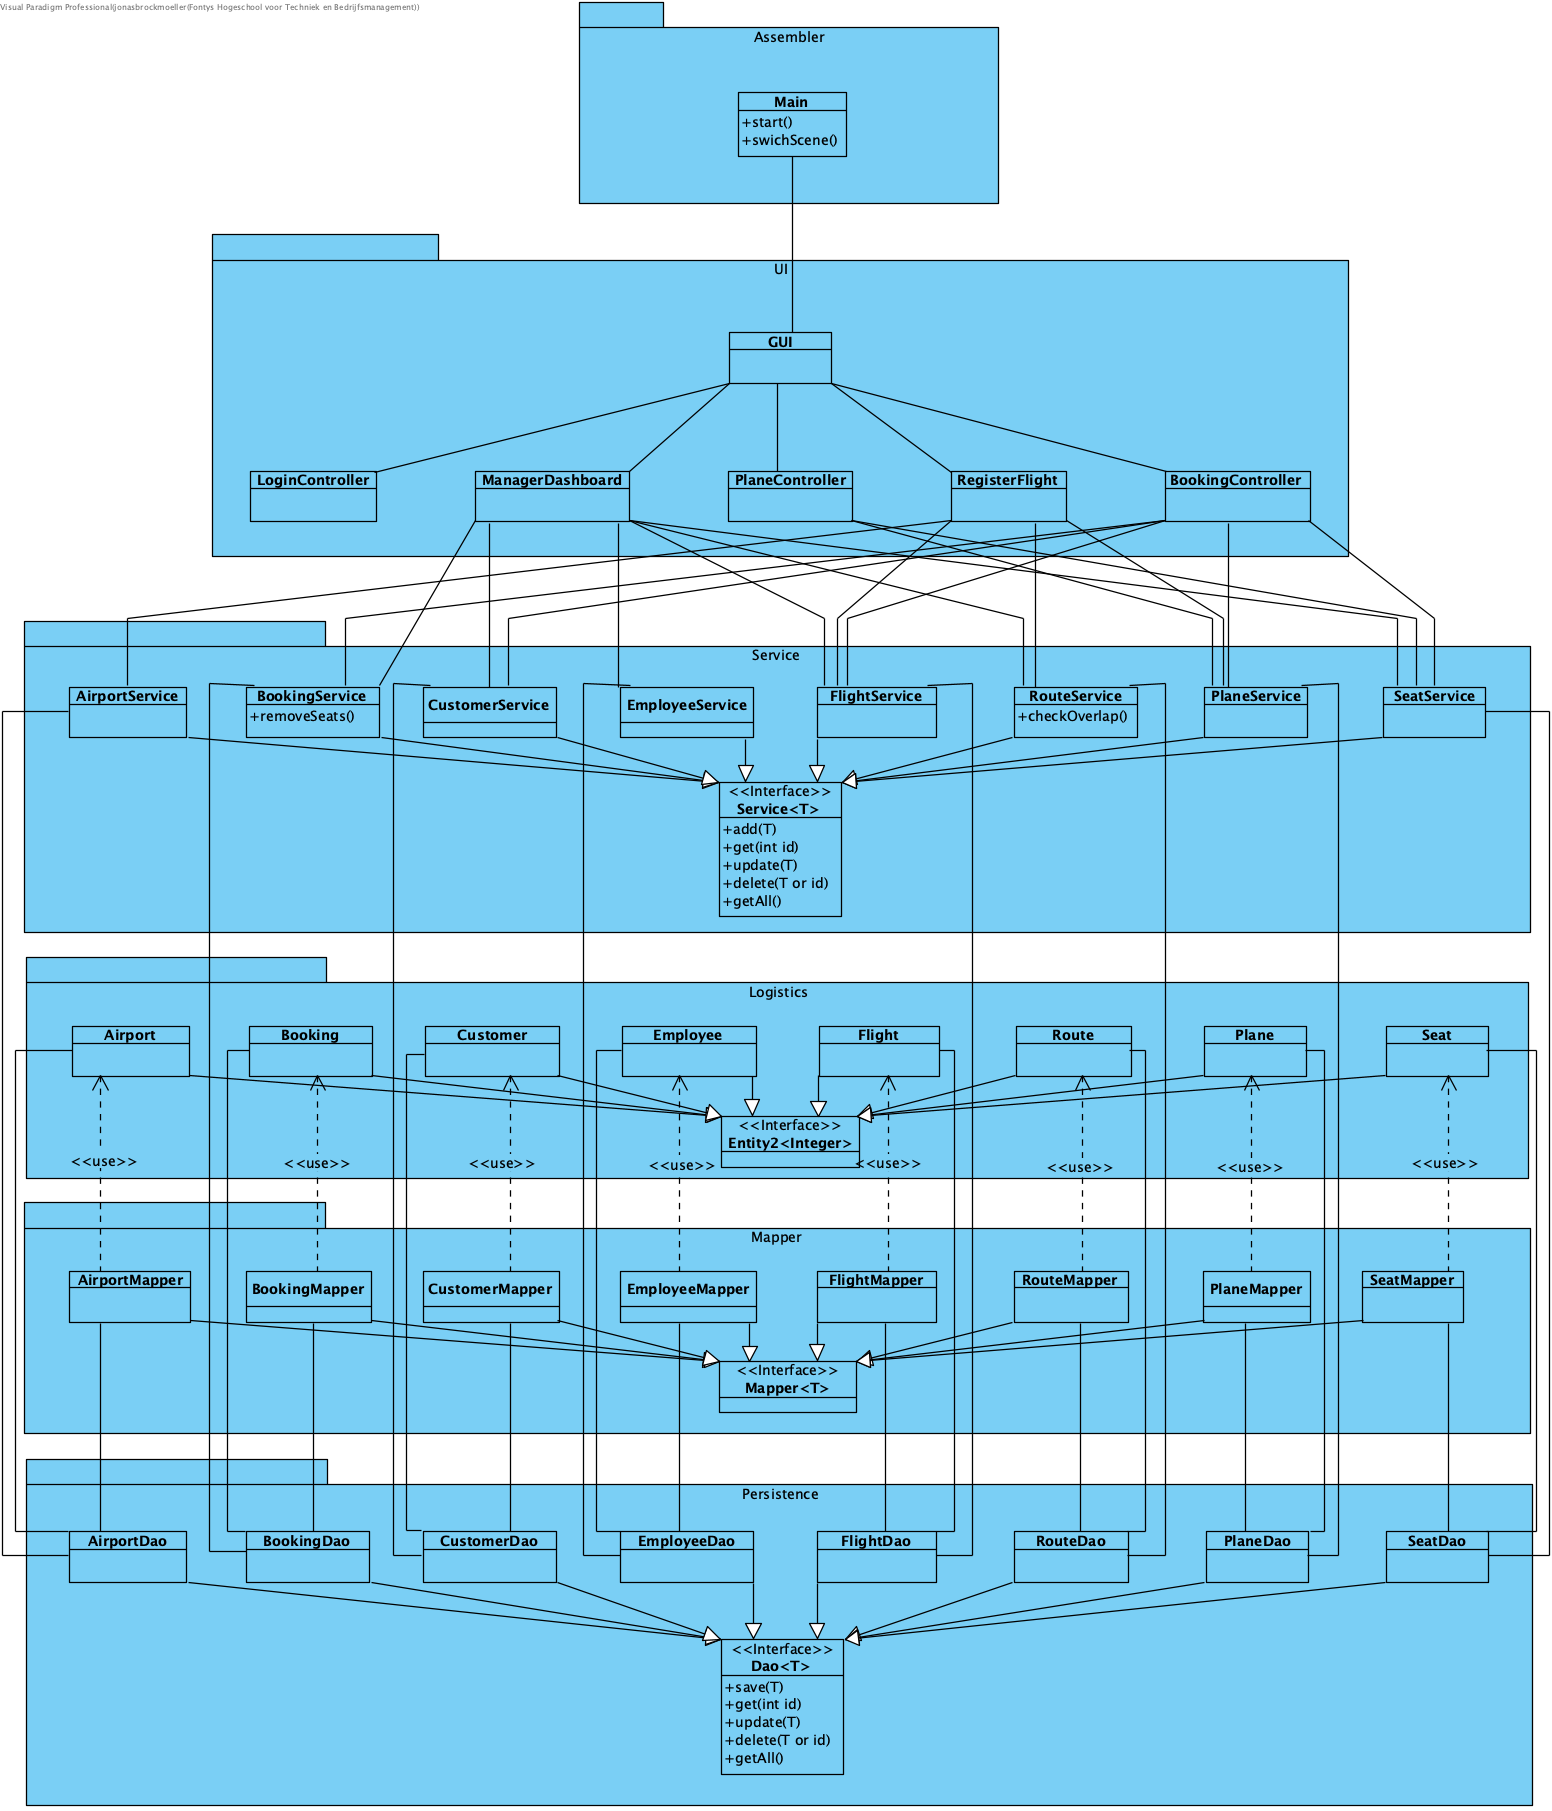 Visual Paradigm Professional(jonasbrockmoeller(Fontys Hogeschool voor Techniek en Bedrijfsmanagement))
Assembler
Main
+start()
+swichScene()
UI
GUI
LoginController
ManagerDashboard
PlaneController
RegisterFlight
BookingController
Service
AirportService
BookingService
+removeSeats()
CustomerService
EmployeeService
FlightService
RouteService
+checkOverlap()
PlaneService
SeatService
<<Interface>>
Service<T>
+add(T)
+get(int id)
+update(T)
+delete(T or id)
+getAll()
Logistics
Airport
Booking
Customer
Employee
Flight
Route
Plane
Seat
<<Interface>>
Entity2<Integer>
<<use>>
<<use>>
<<use>>
<<use>>
<<use>>
<<use>>
<<use>>
<<use>>
Mapper
AirportMapper
BookingMapper
CustomerMapper
EmployeeMapper
FlightMapper
RouteMapper
PlaneMapper
SeatMapper
<<Interface>>
Mapper<T>
Persistence
AirportDao
BookingDao
CustomerDao
EmployeeDao
FlightDao
RouteDao
PlaneDao
SeatDao
<<Interface>>
Dao<T>
+save(T)
+get(int id)
+update(T)
+delete(T or id)
+getAll()